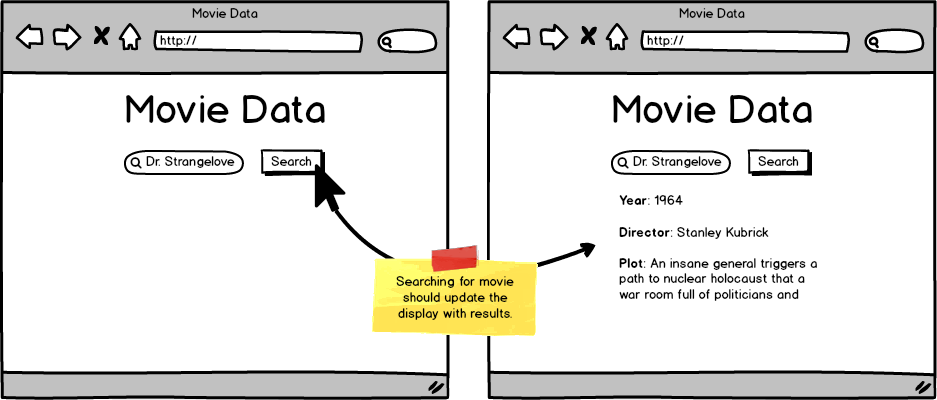 Movie Data
http://
Movie Data
Dr. Strangelove
Search
Searching for movie
should update the
display with results.
Movie Data
http://
Movie Data
Dr. Strangelove
Search
Year: 1964
Director: Stanley Kubrick
Plot: An insane general triggers a
path to nuclear holocaust that a
war room full of politicians and